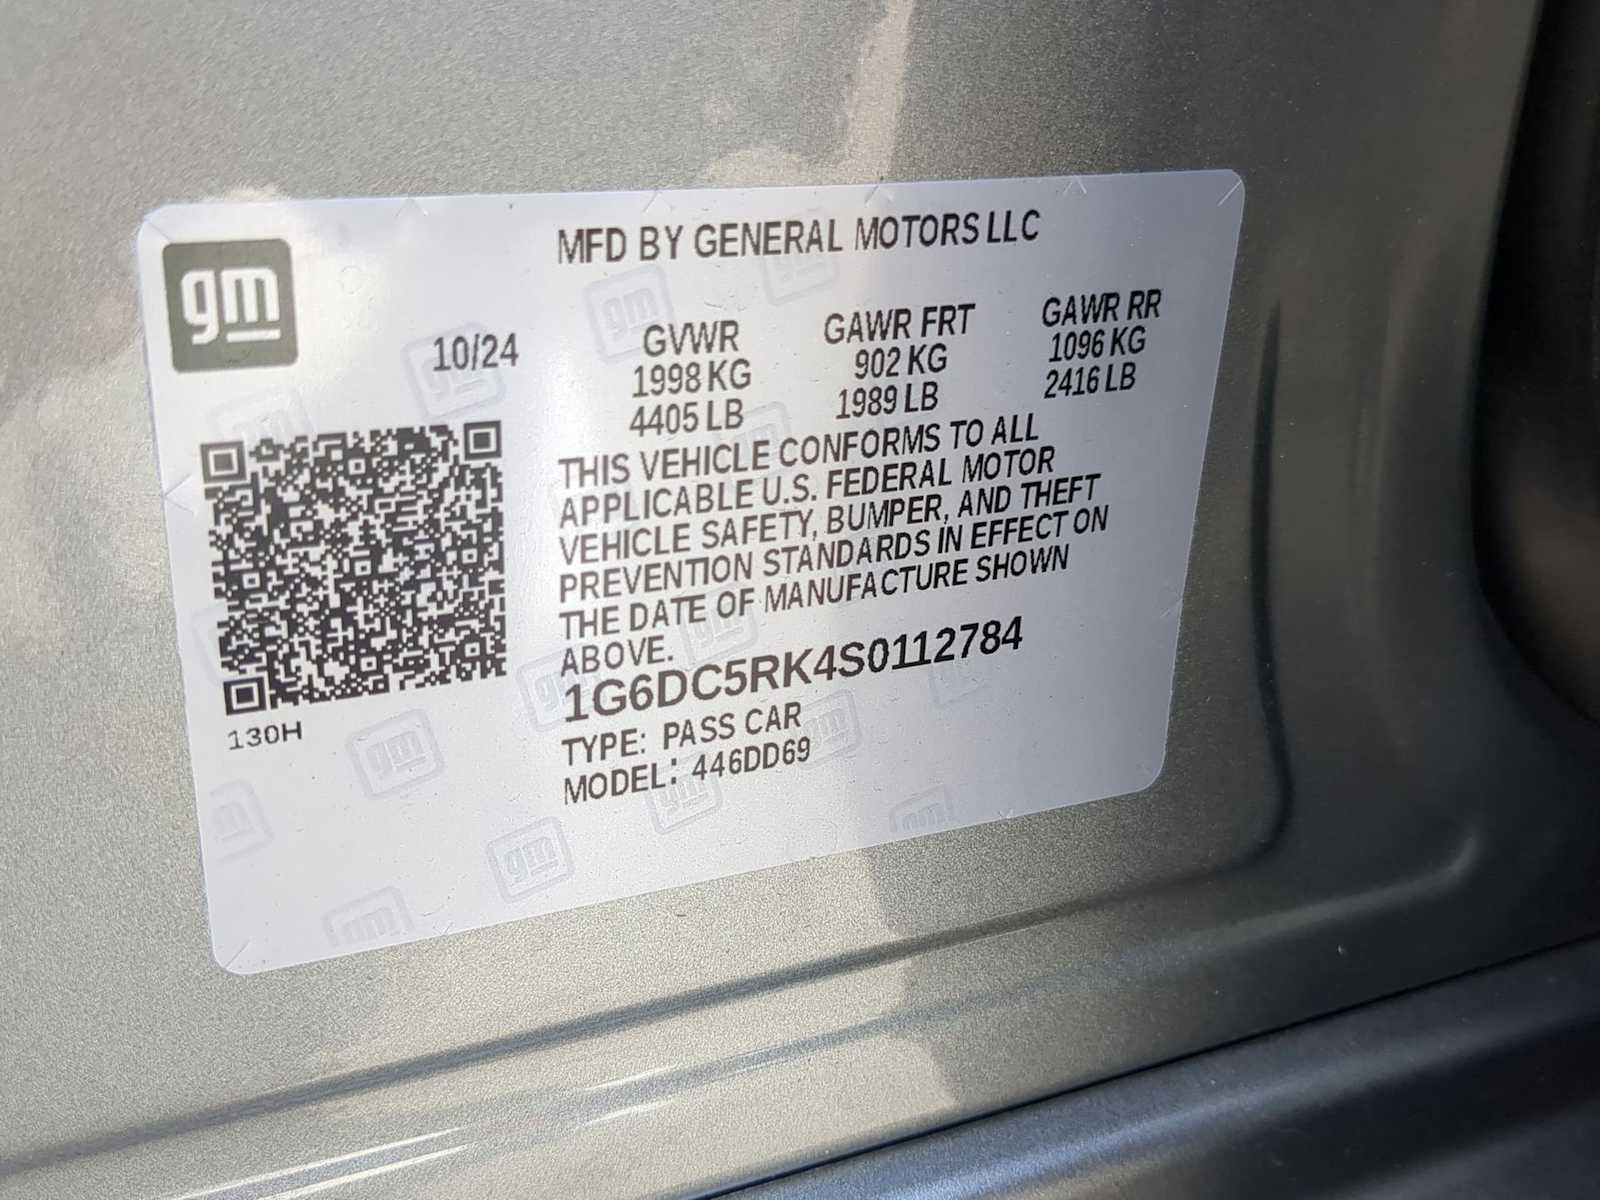 gm
MFD BY GENERAL MOTORS LLC
10/24
GVWR
1998 KG
4405 LB
GAWR FRT
902 KG
1989 LB
GAWR RR
1096 KG
2416 LB
THIS VEHICLE CONFORMS TO ALL
APPLICABLE U.S. FEDERAL MOTOR
VEHICLE SAFETY, BUMPER, AND THEFT
PREVENTION STANDARDS IN EFFECT ON
THE DATE OF MANUFACTURE SHOWN
ABOVE.
1G6DC5RK4S0112784
TYPE: PASS CAR
MODEL: 446DD69
130H